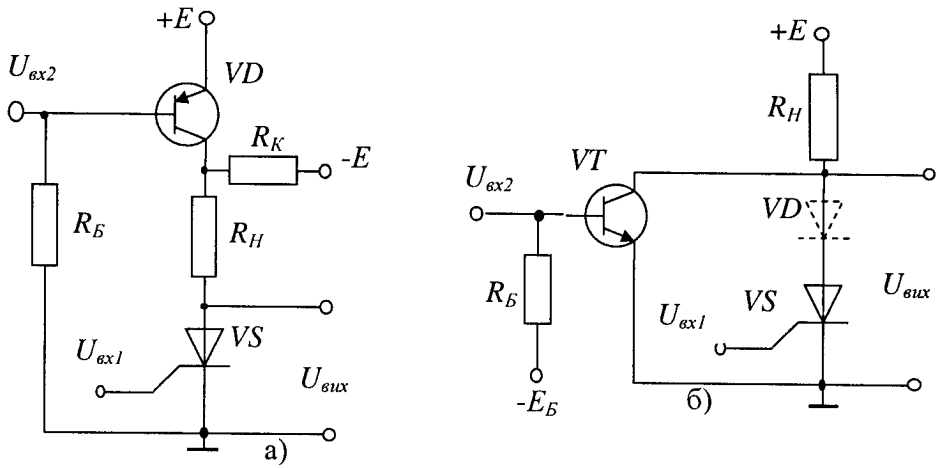 +E
U_вх2
VD
R_К
-E
R_Б
R_Н
VS
U_вх1
U_вих
а)
+E
R_Н
VT
U_вх2
VD
R_Б
VS
U_вх1
U_вих
-E_Б
б)